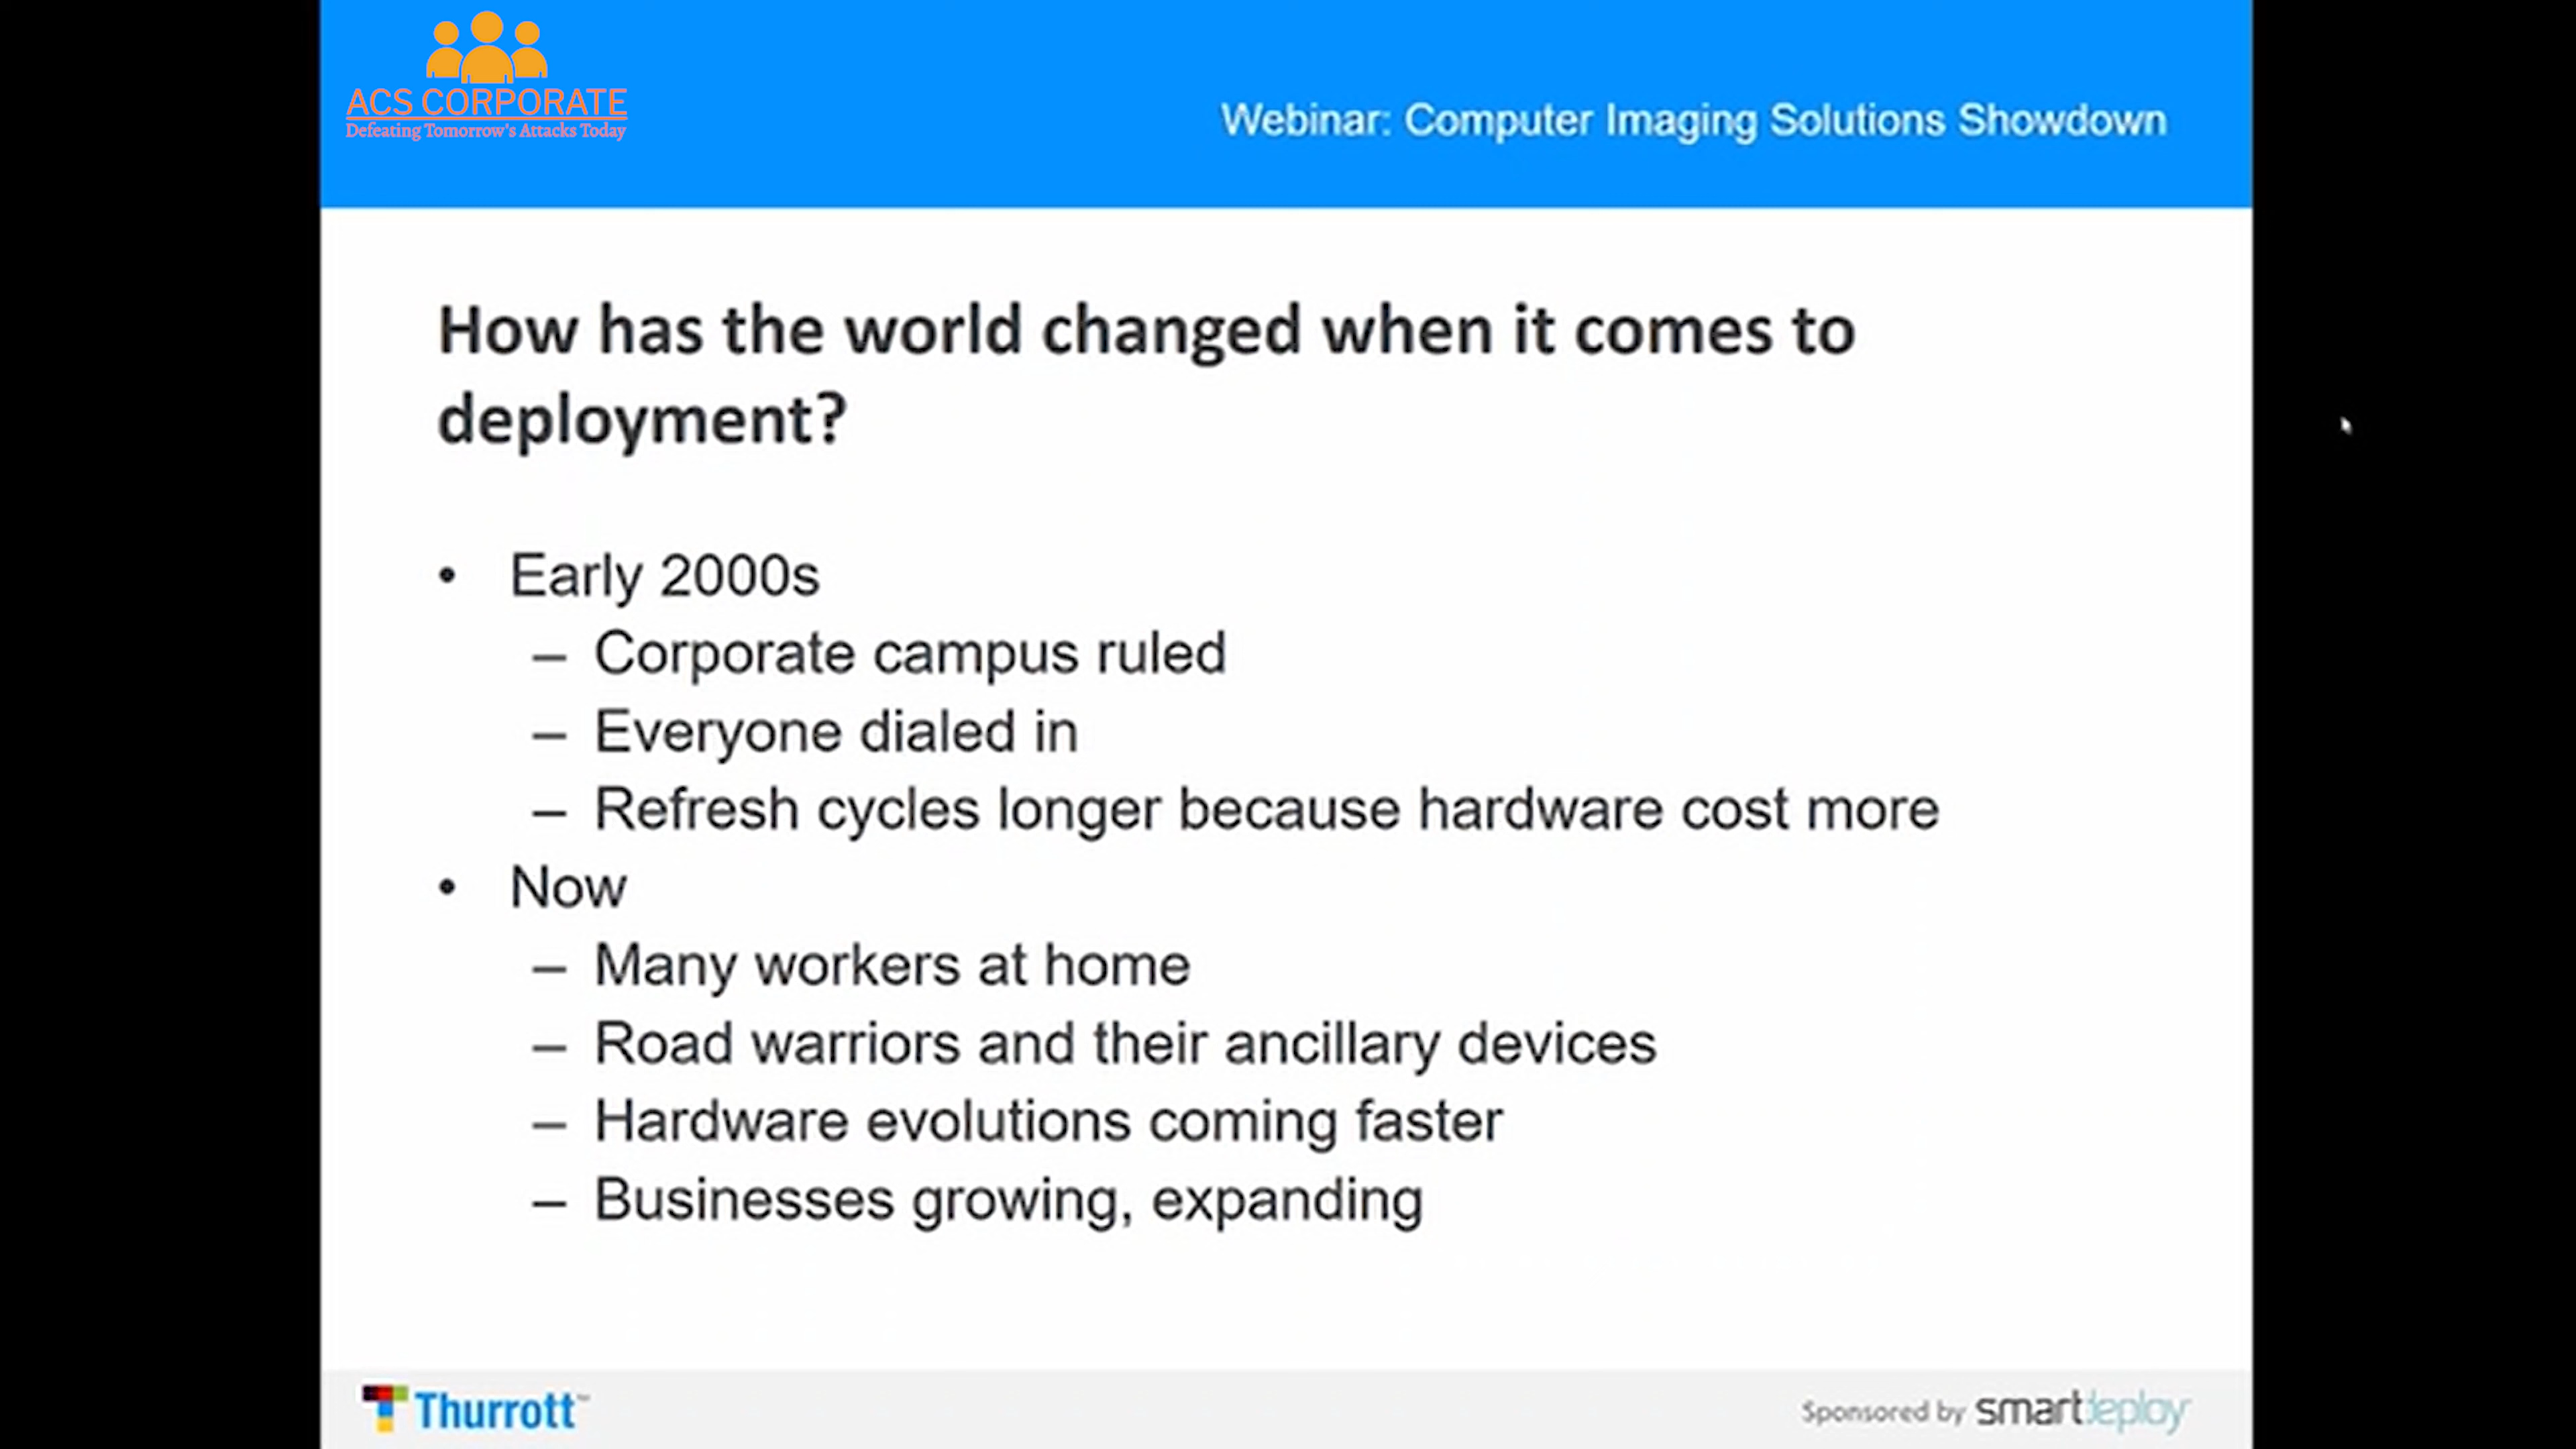 ACS CORPORATE
Defeating Tomorrow's Attacks Today
Webinar: Computer Imaging Solutions Showdown
How has the world changed when it comes to
deployment?
• Early 2000s
– Corporate campus ruled
– Everyone dialed in
– Refresh cycles longer because hardware cost more
• Now
– Many workers at home
– Road warriors and their ancillary devices
– Hardware evolutions coming faster
– Businesses growing, expanding
Thurrott™
Sponsored by smartdeploy